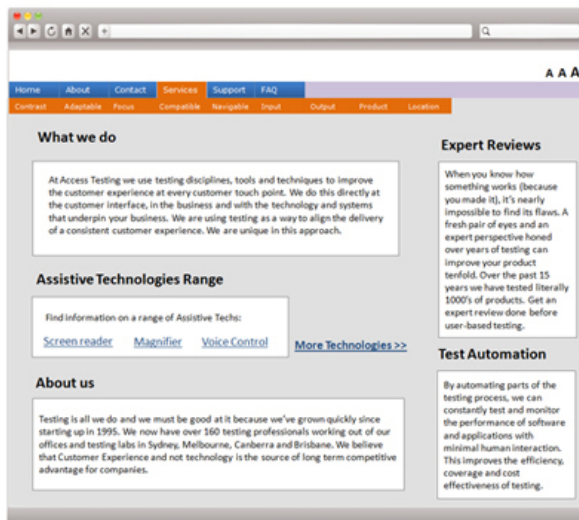 A A A
Home About Contact Services Support FAQ
Contrast Adaptable Focus Compatible Navigable Input Output Product Location
What we do
At Access Testing we use testing disciplines, tools and techniques to improve
the customer experience at every customer touch point. We do this directly at
the customer interface, in the business and with the technology and systems
that underpin your business. We are using testing as a way to align the delivery
of a consistent customer experience. We are unique in this approach.
Assistive Technologies Range
Find information on a range of Assistive Techs:
Screen reader Magnifier Voice Control
More Technologies >>
About us
Testing is all we do and we must be good at it because we've grown quickly since
starting up in 1995. We now have over 160 testing professionals working out of our
offices and testing labs in Sydney, Melbourne, Canberra and Brisbane. We believe
that Customer Experience and not technology is the source of long term competitive
advantage for companies.
Expert Reviews
When you know how
something works (because
you made it), it's nearly
impossible to find its flaws. A
fresh pair of eyes and an
expert perspective honed
over years of testing can
improve your product
tenfold. Over the past 15
years we have tested literally
1000's of products. Get an
expert review done before
user-based testing.
Test Automation
By automating parts of the
testing process, we can
constantly test and monitor
the performance of software
and applications with
minimal human interaction.
This improves the efficiency,
coverage and cost
effectiveness of testing.